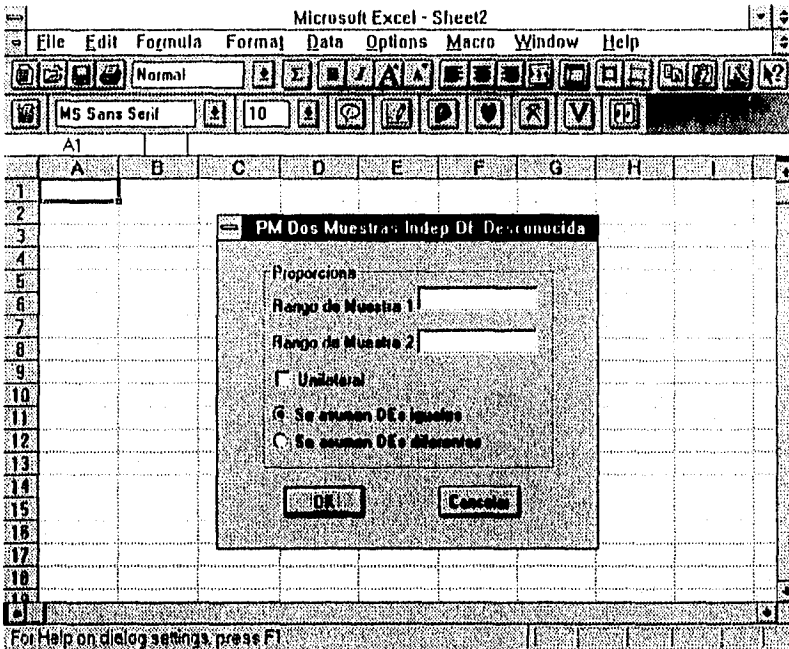 Microsoft Excel - Sheet2
File Edit Formula Format Data Options Macro Window Help
Normal
MS Sans Serif 10
A1
A B C D E F G H I
1
2
3
4
5
6
7
8
9
10
11
12
13
14
15
16
17
18
19
PM Dos Muestras Indep DE Desconocida
Proporciona
Rango de Muestra 1
Rango de Muestra 2
Unilateral
Se asumen DEs iguales
Se asumen DEs diferentes
OK
Cancelar
For Help on dialog settings, press F1